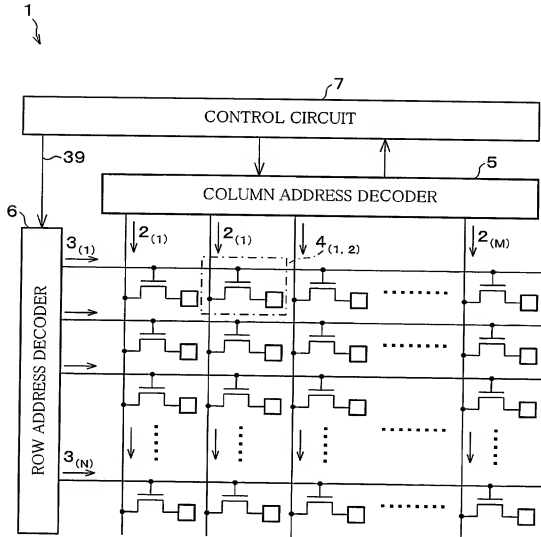 1
7
CONTROL CIRCUIT
39
5
COLUMN ADDRESS DECODER
6
ROW ADDRESS DECODER
2(1)
2(1)
4(1, 2)
2(M)
3(1)
3(N)